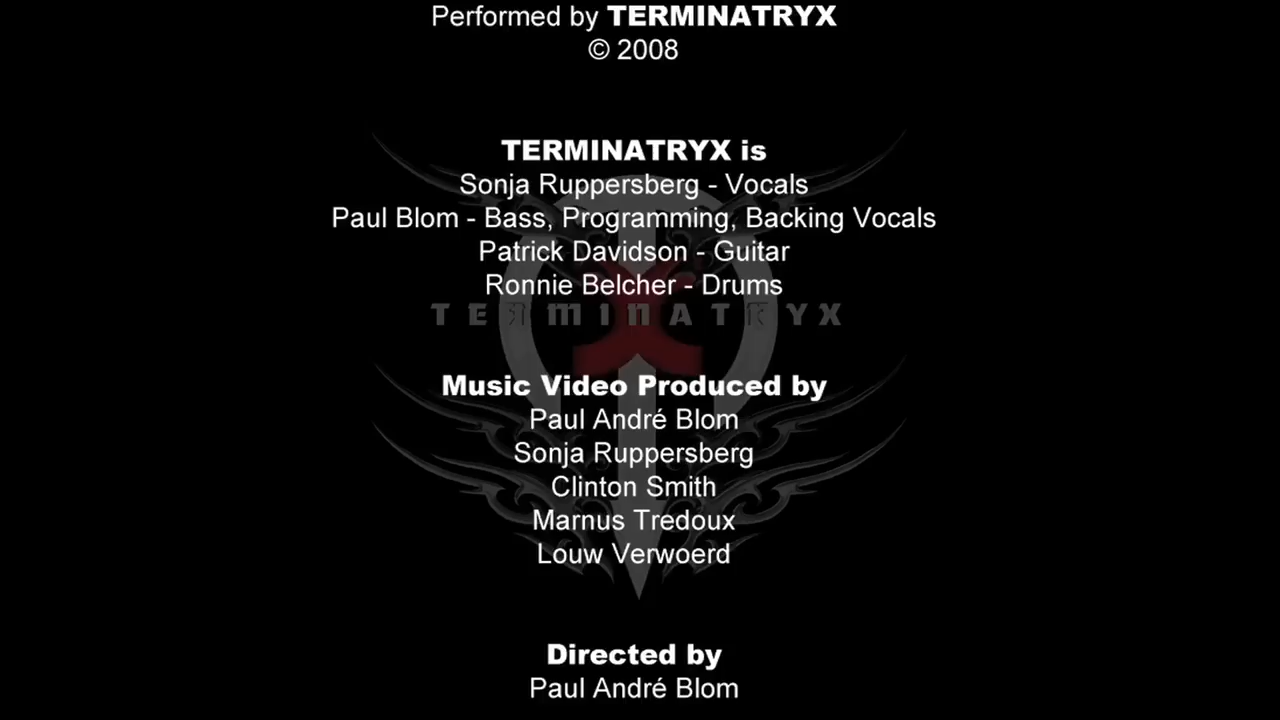 Performed by TERMINATRYX
© 2008
TERMINATRYX is
Sonja Ruppersberg - Vocals
Paul Blom - Bass, Programming, Backing Vocals
Patrick Davidson - Guitar
Ronnie Belcher - Drums
TERMINATRYX
Music Video Produced by
Paul André Blom
Sonja Ruppersberg
Clinton Smith
Marnus Tredoux
Louw Verwoerd
Directed by
Paul André Blom